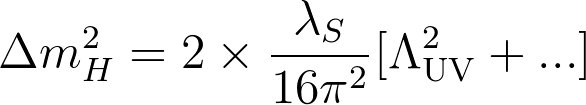 Δm_H^2 = 2 × \frac{λ_S}{16π^2} [Λ_{UV}^2 + ...]